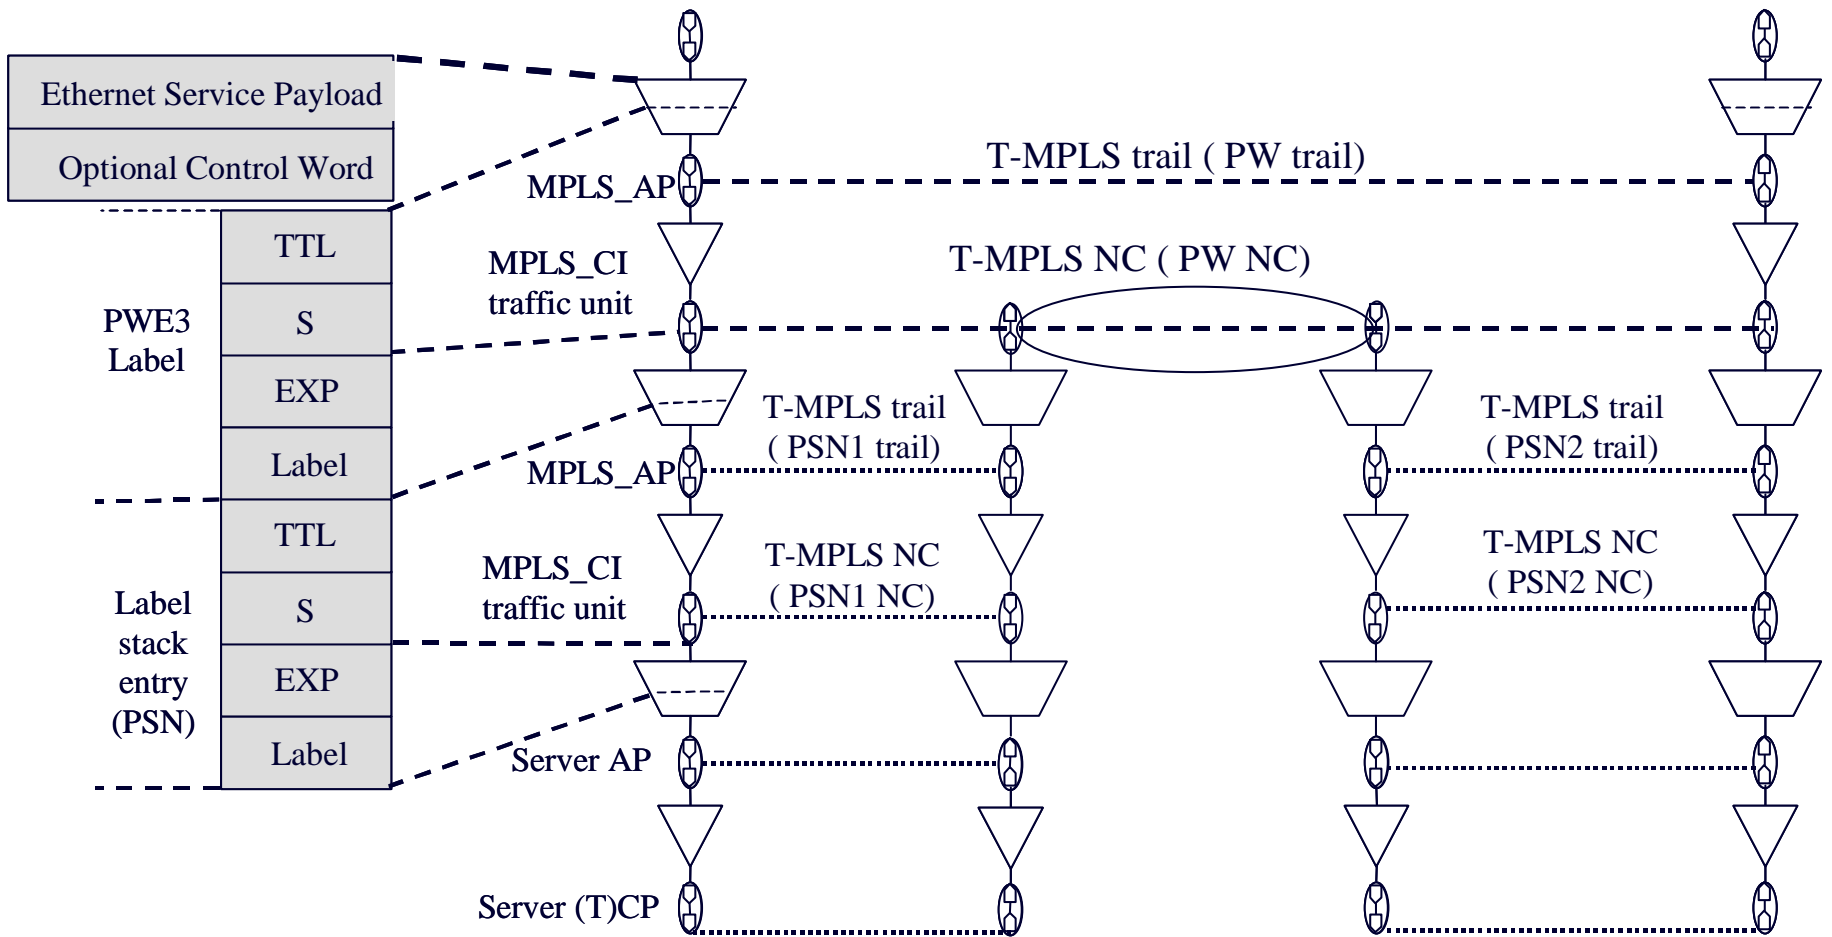 Ethernet Service Payload
Optional Control Word
TTL
S
EXP
Label
TTL
S
EXP
Label
PWE3
Label
Label
stack
entry
(PSN)
MPLS_AP
MPLS_CI
traffic unit
MPLS_AP
MPLS_CI
traffic unit
Server AP
Server (T)CP
T-MPLS trail ( PW trail)
T-MPLS NC ( PW NC)
T-MPLS trail
( PSN1 trail)
T-MPLS NC
( PSN1 NC)
T-MPLS trail
( PSN2 trail)
T-MPLS NC
( PSN2 NC)